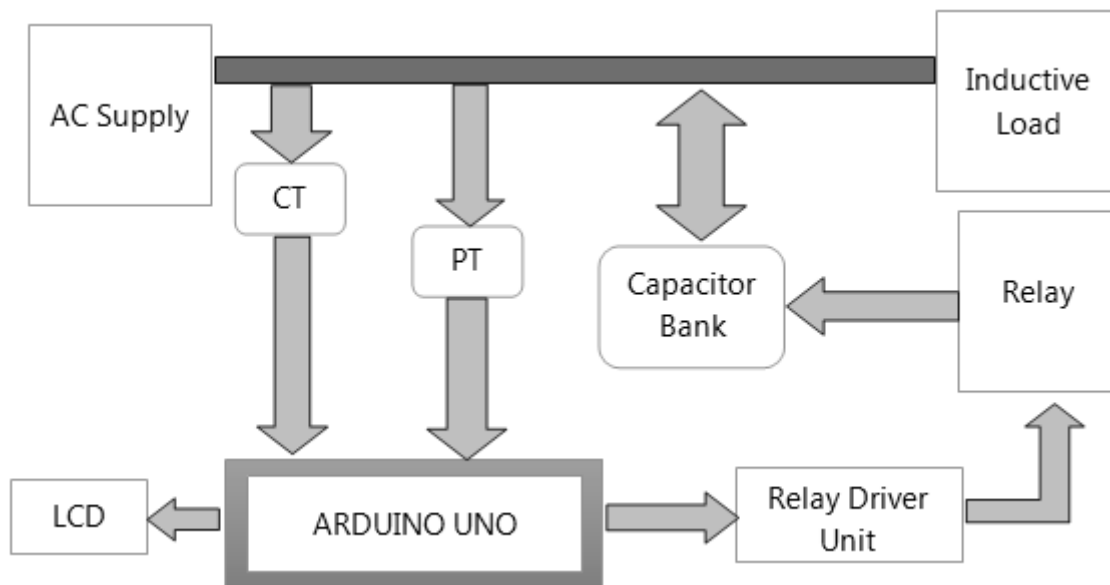 AC Supply
Inductive
Load
CT
PT
Capacitor
Bank
Relay
LCD
ARDUINO UNO
Relay Driver
Unit